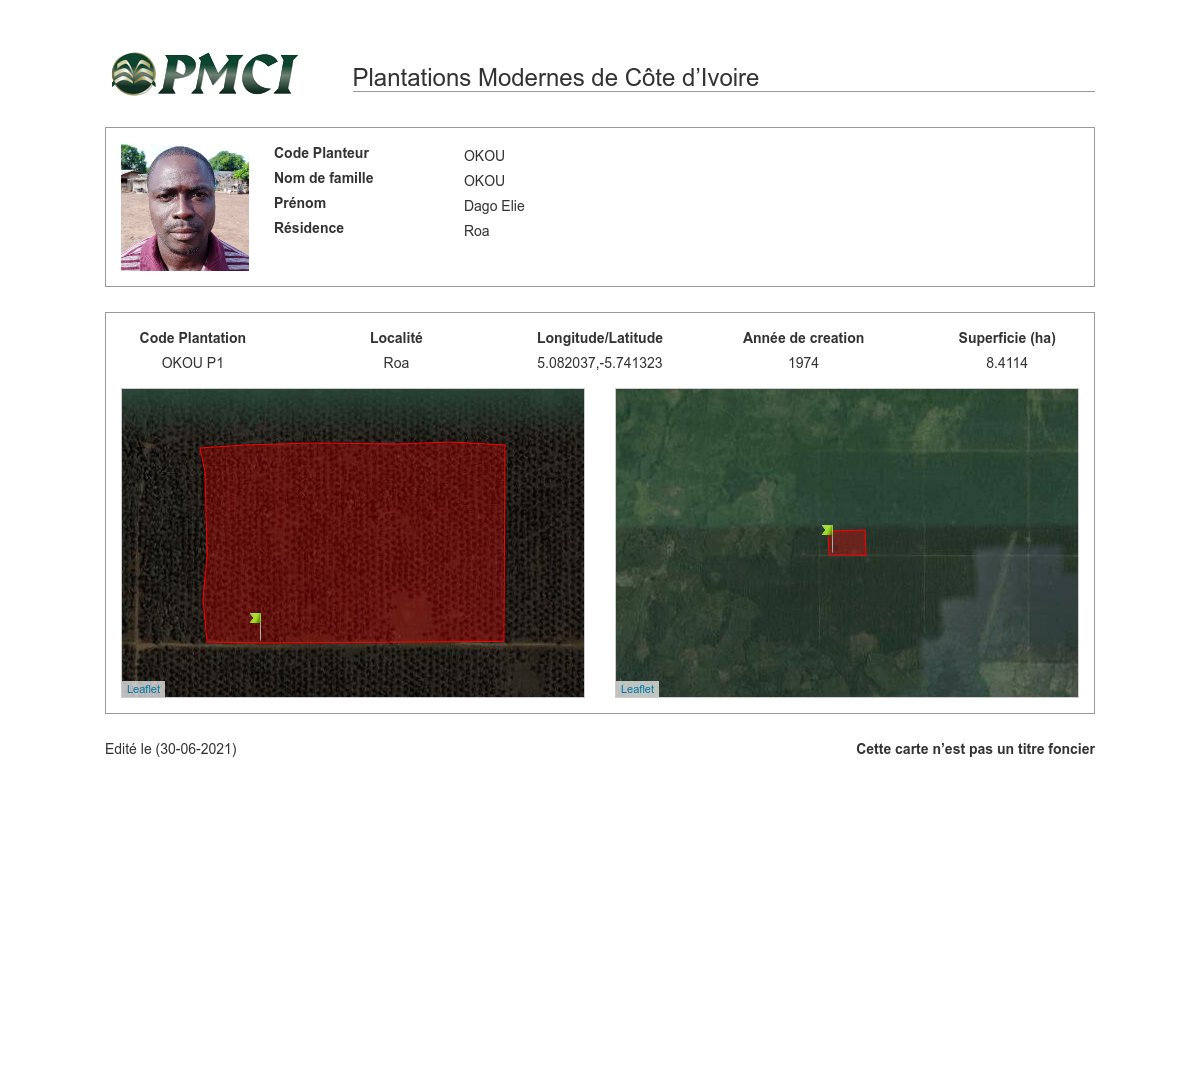 PMCI
Plantations Modernes de Côte d’Ivoire
Code Planteur OKOU
Nom de famille OKOU
Prénom Dago Elie
Résidence Roa
Code Plantation Localité Longitude/Latitude Année de creation Superficie (ha)
OKOU P1 Roa 5.082037,-5.741323 1974 8.4114
Leaflet Leaflet
Edité le (30-06-2021) Cette carte n’est pas un titre foncier